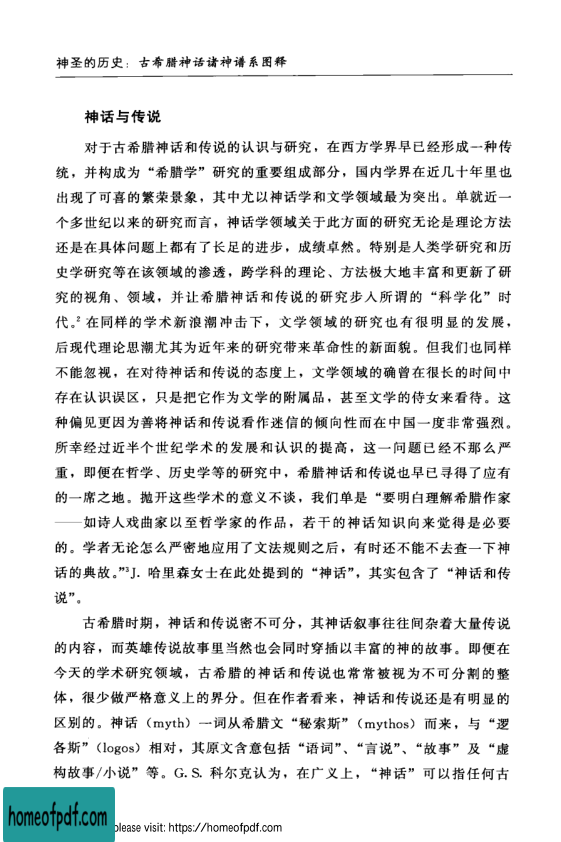 神圣的历史：古希腊神话诸神谱系图释
神话与传说
对于古希腊神话和传说的认识与研究，在西方学界早已经形成一种传
统，并构成为“希腊学”研究的重要组成部分，国内学界在近几十年里也
出现了可喜的繁荣景象，其中尤以神话学和文学领域最为突出。单就近一
个多世纪以来的研究而言，神话学领域关于此方面的研究无论是理论方法
还是在具体问题上都有了长足的进步，成绩卓然。特别是人类学研究和历
史学研究等在该领域的渗透，跨学科的理论、方法极大地丰富和更新了研
究的视角、领域，并让希腊神话和传说的研究步入所谓的“科学化”时
代。²在同样的学术新浪潮冲击下，文学领域的研究也有很明显的发展，
后现代理论思潮尤其为近年来的研究带来革命性的新面貌。但我们也同样
不能忽视，在对待神话和传说的态度上，文学领域的确曾在很长的时间中
存在认识误区，只是把它作为文学的附属品，甚至文学的侍女来看待。这
种偏见更因为善将神话和传说看作迷信的倾向性而在中国一度非常强烈。
所幸经过近半个世纪学术的发展和认识的提高，这一问题已经不那么严
重，即便在哲学、历史学等的研究中，希腊神话和传说也早已寻得了应有
的一席之地。抛开这些学术的意义不谈，我们单是“要明白理解希腊作家
——如诗人戏曲家以至哲学家的作品，若干的神话知识向来觉得是必要
的。学者无论怎么严密地应用了文法规则之后，有时还不能不去查一下神
话的典故。”³J. 哈里森女士在此处提到的“神话”，其实包含了“神话和传
说”。
古希腊时期，神话和传说密不可分，其神话叙事往往间杂着大量传说
的内容，而英雄传说故事里当然也会同时穿插以丰富的神的故事。即便在
今天的学术研究领域，古希腊的神话和传说也常常被视为不可分割的整
体，很少做严格意义上的界分。但在作者看来，神话和传说还是有明显的
区别的。神话（myth）一词从希腊文“秘索斯”（mythos）而来，与“逻
各斯”（logos）相对，其原文含意包括“语词”、“言说”、“故事”及“虚
构故事/小说”等。G. S. 科尔克认为，在广义上，“神话”可以指任何古
homeofpdf.com
please visit: https://homeofpdf.com